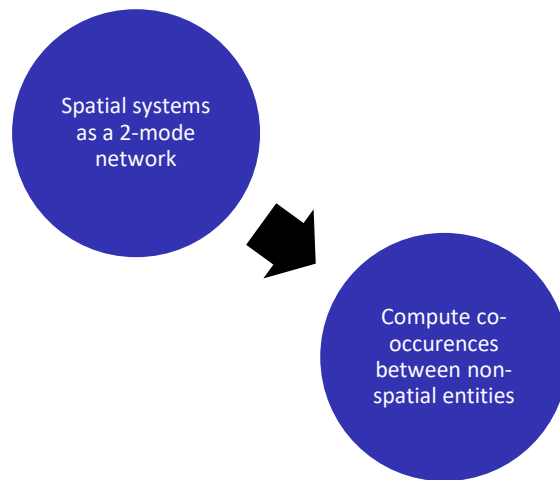 Spatial systems
as a 2-mode
network
Compute co-
occurences
between non-
spatial entities